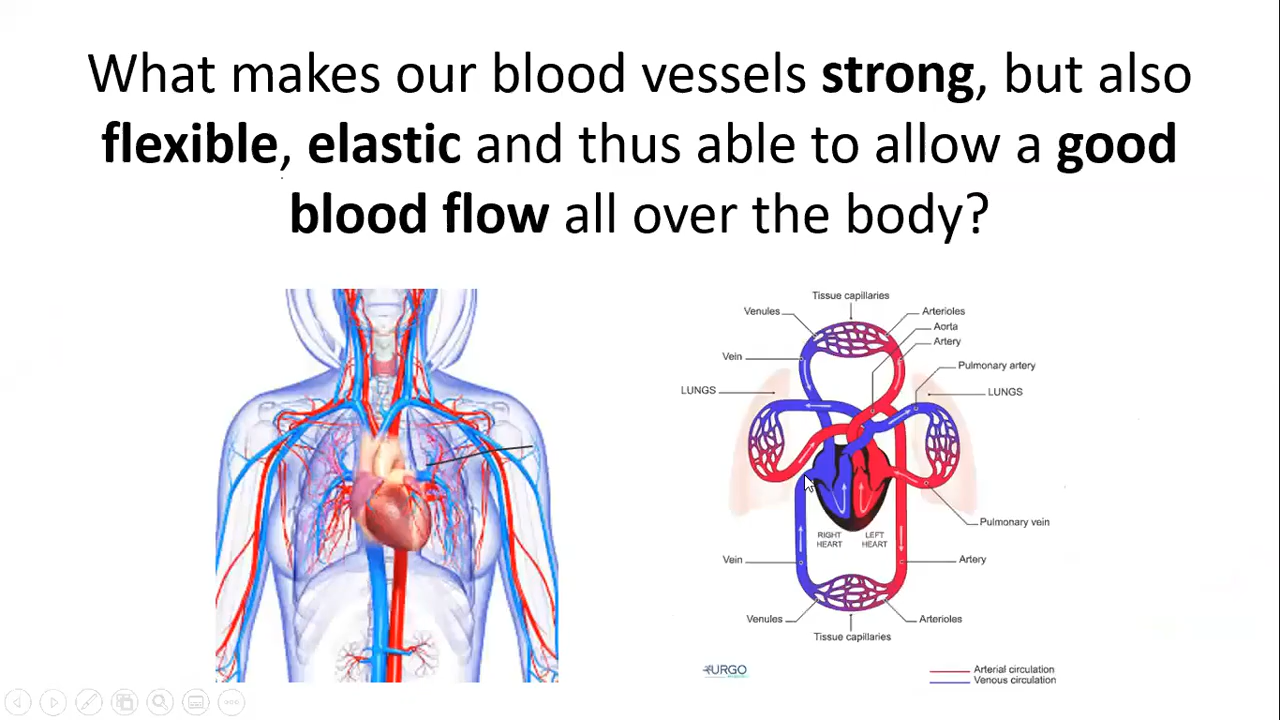 What makes our blood vessels strong, but also
flexible, elastic and thus able to allow a good
blood flow all over the body?
Tissue capillaries
Venules
Arterioles
Aorta
Vein
Artery
Pulmonary artery
LUNGS
LUNGS
RIGHT
HEART
LEFT
HEART
Pulmonary vein
Vein
Artery
Venules
Arterioles
Tissue capillaries
URGO
Arterial circulation
Venous circulation